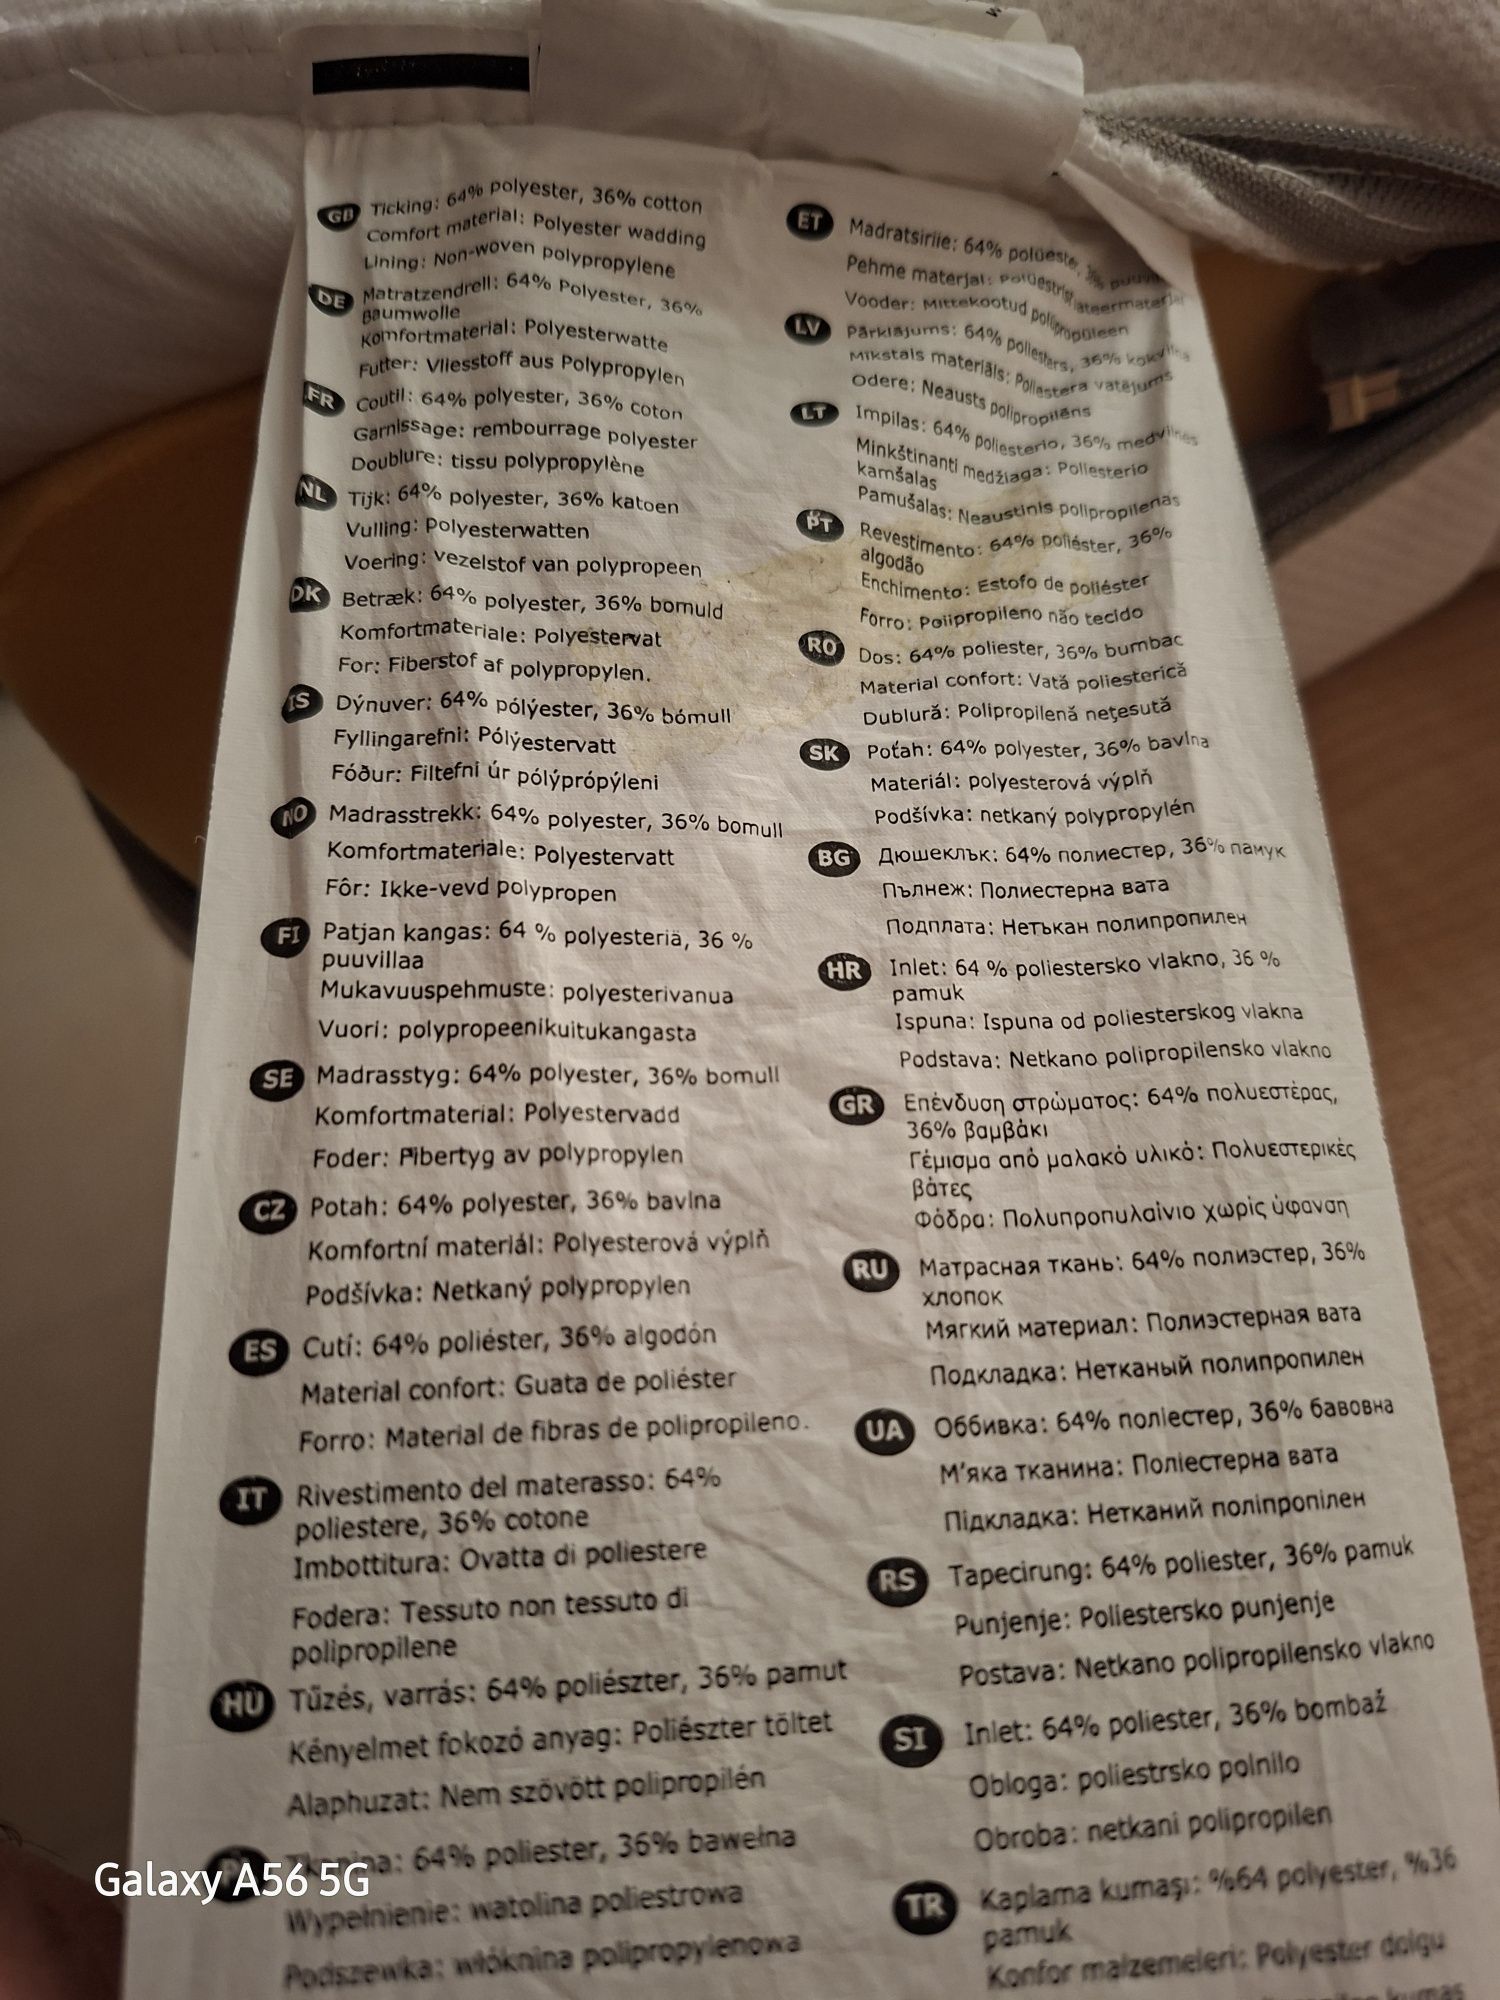 GB Ticking: 64% polyester, 36% cotton
Comfort material: Polyester wadding
Lining: Non-woven polypropylene
DE Matratzendrell: 64% Polyester, 36%
Baumwolle
Komfortmaterial: Polyesterwatte
Futter: Vliesstoff aus Polypropylen
FR Coutil: 64% polyester, 36% coton
Garnissage: rembourrage polyester
Doublure: tissu polypropylène
NL Tijk: 64% polyester, 36% katoen
Vulling: Polyesterwatten
Voering: vezelstof van polypropeen
DK Betræk: 64% polyester, 36% bomuld
Komfortmateriale: Polyestervat
For: Fiberstof af polypropylen.
IS Dýnuver: 64% pólýester, 36% bómull
Fyllingarefni: Pólýestervatt
Fóður: Filtefni úr pólýprópýleni
NO Madrasstrekk: 64% polyester, 36% bomull
Komfortmateriale: Polyestervatt
Fôr: Ikke-vevd polypropen
FI Patjan kangas: 64 % polyesteriä, 36 %
puuvillaa
Mukavuuspehmuste: polyesterivanua
Vuori: polypropeenikuitukangasta
SE Madrasstyg: 64% polyester, 36% bomull
Komfortmaterial: Polyestervadd
Foder: Fibertyg av polypropylen
CZ Potah: 64% polyester, 36% bavlna
Komfortní materiál: Polyesterová výplň
Podšívka: Netkaný polypropylen
ES Cutí: 64% poliéster, 36% algodón
Material confort: Guata de poliéster
Forro: Material de fibras de polipropileno.
IT Rivestimento del materasso: 64%
poliestere, 36% cotone
Imbottitura: Ovatta di poliestere
Fodera: Tessuto non tessuto di
polipropilene
HU Tűzés, varrás: 64% poliészter, 36% pamut
Kényelmet fokozó anyag: Poliészter töltet
Alaphuzat: Nem szövött polipropilén
Tkanina: 64% poliester, 36% bawełna
Wypełnienie: watolina poliestrowa
Podszewka: włóknina polipropylenowa
ET Madratsiriie: 64% polüester, puuvill
Pehme materjal: Polüestrist
Vooder: Mittekootud polüpropüleen
LV Pārklājums: 64% poliesters, 36% kokvilna
Mīkstais materiāls: Poliestera vatējums
Odere: Neausts polipropilēns
LT Impilas: 64% poliesterio, 36% medvilnės
Minkštinanti medžiaga: Poliesterio
kamšalas
Pamušalas: Neaustinis polipropilenas
PT Revestimento: 64% poliéster, 36%
algodão
Enchimento: Estofo de poliéster
Forro: Polipropileno não tecido
RO Dos: 64% poliester, 36% bumbac
Material confort: Vată poliesterică
Dublură: Polipropilenă neţesută
SK Poťah: 64% polyester, 36% bavlna
Materiál: polyesterová výplň
Podšívka: netkaný polypropylén
BG Дюшеклък: 64% полиестер, 36% памук
Пълнеж: Полиестерна вата
Подплата: Нетъкан полипропилен
HR Inlet: 64 % poliestersko vlakno, 36 %
pamuk
Ispuna: Ispuna od poliesterskog vlakna
Podstava: Netkano polipropilensko vlakno
GR Επένδυση στρώματος: 64% πολυεστέρας,
36% βαμβάκι
Γέμισμα από μαλακό υλικό: Πολυεστερικές
βάτες
Φόδρα: Πολυπροπυλαίνιο χωρίς ύφανση
RU Матрасная ткань: 64% полиэстер, 36%
хлопок
Мягкий материал: Полиэстерная вата
Подкладка: Нетканый полипропилен
UA Оббивка: 64% поліестер, 36% бавовна
М'яка тканина: Поліестерна вата
Підкладка: Нетканий поліпропілен
RS Tapecirung: 64% poliester, 36% pamuk
Punjenje: Poliestersko punjenje
Postava: Netkano polipropilensko vlakno
SI Inlet: 64% poliester, 36% bombaž
Obloga: poliestrsko polnilo
Obroba: netkani polipropilen
TR Kaplama kumaşı: %64 polyester, %36
pamuk
Konfor malzemeleri: Polyester dolgu
kumaş
Galaxy A56 5G